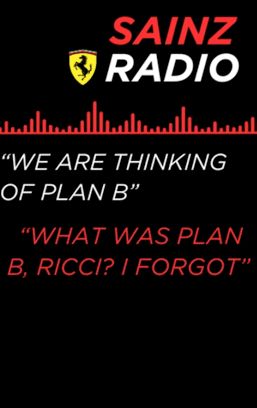 SAINZ
RADIO
“WE ARE THINKING
OF PLAN B”
“WHAT WAS PLAN
B, RICCI? I FORGOT”